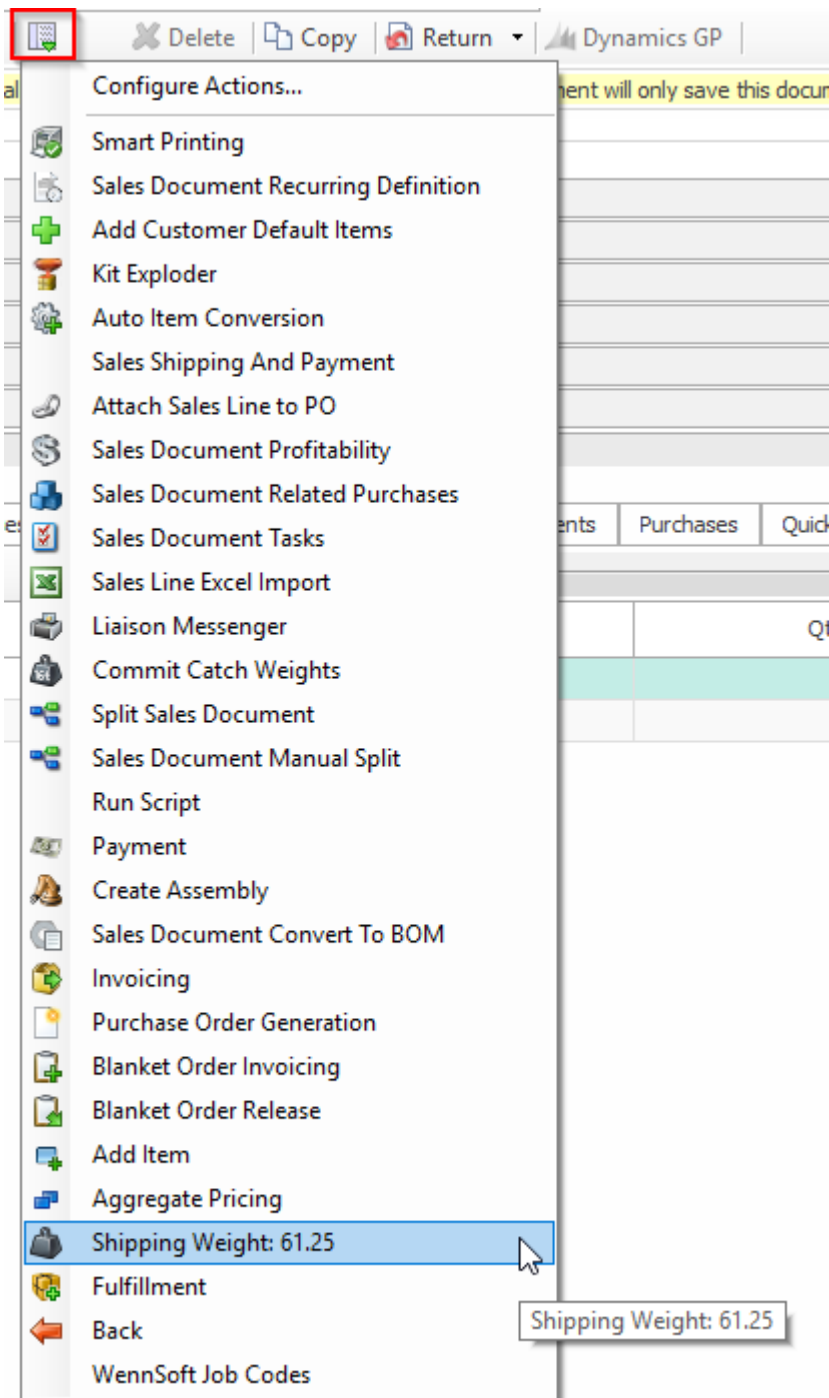 Delete Copy Return Dynamics GP
Configure Actions...
will only save this
Smart Printing
Sales Document Recurring Definition
Add Customer Default Items
Kit Exploder
Auto Item Conversion
Sales Shipping And Payment
Attach Sales Line to PO
Sales Document Profitability
Sales Document Related Purchases
Purchases
Sales Document Tasks
Sales Line Excel Import
Liaison Messenger
Commit Catch Weights
Split Sales Document
Sales Document Manual Split
Run Script
Payment
Create Assembly
Sales Document Convert To BOM
Invoicing
Purchase Order Generation
Blanket Order Invoicing
Blanket Order Release
Add Item
Aggregate Pricing
Shipping Weight: 61.25
Fulfillment
Shipping Weight: 61.25
Back
WennSoft Job Codes